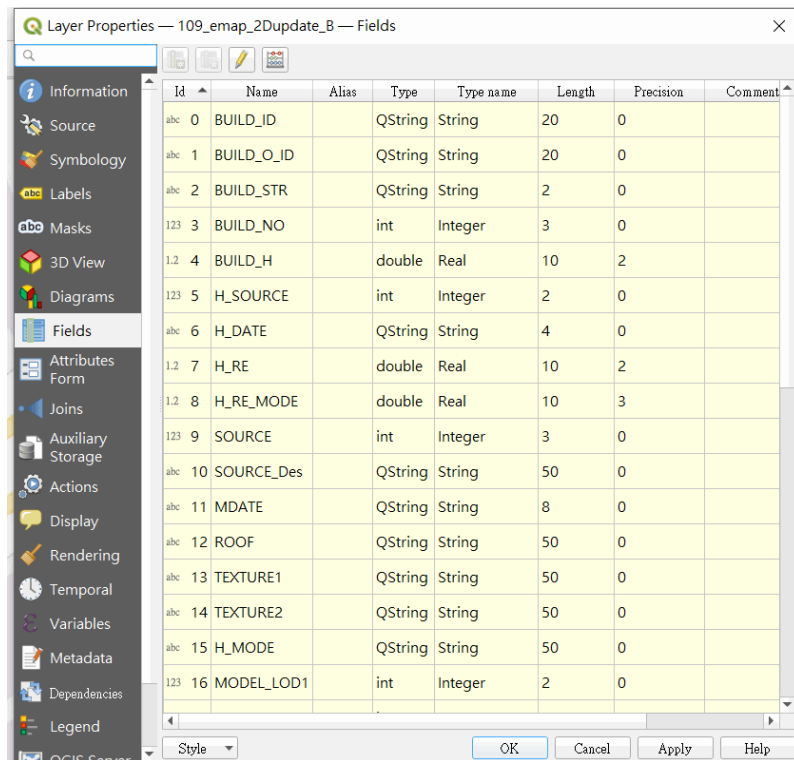 Layer Properties — 109_emap_2Dupdate_B — Fields
Information
Source
Symbology
abc Labels
abc Masks
3D View
Diagrams
Fields
Attributes
Form
Joins
Auxiliary
Storage
Actions
Display
Rendering
Temporal
Variables
Metadata
Dependencies
Legend
QGIS Server
Id Name Alias Type Type name Length Precision Comment
abc 0 BUILD_ID QString String 20 0
abc 1 BUILD_O_ID QString String 20 0
abc 2 BUILD_STR QString String 2 0
123 3 BUILD_NO int Integer 3 0
1.2 4 BUILD_H double Real 10 2
123 5 H_SOURCE int Integer 2 0
abc 6 H_DATE QString String 4 0
1.2 7 H_RE double Real 10 2
1.2 8 H_RE_MODE double Real 10 3
123 9 SOURCE int Integer 3 0
abc 10 SOURCE_Des QString String 50 0
abc 11 MDATE QString String 8 0
abc 12 ROOF QString String 50 0
abc 13 TEXTURE1 QString String 50 0
abc 14 TEXTURE2 QString String 50 0
abc 15 H_MODE QString String 50 0
123 16 MODEL_LOD1 int Integer 2 0
Style OK Cancel Apply Help